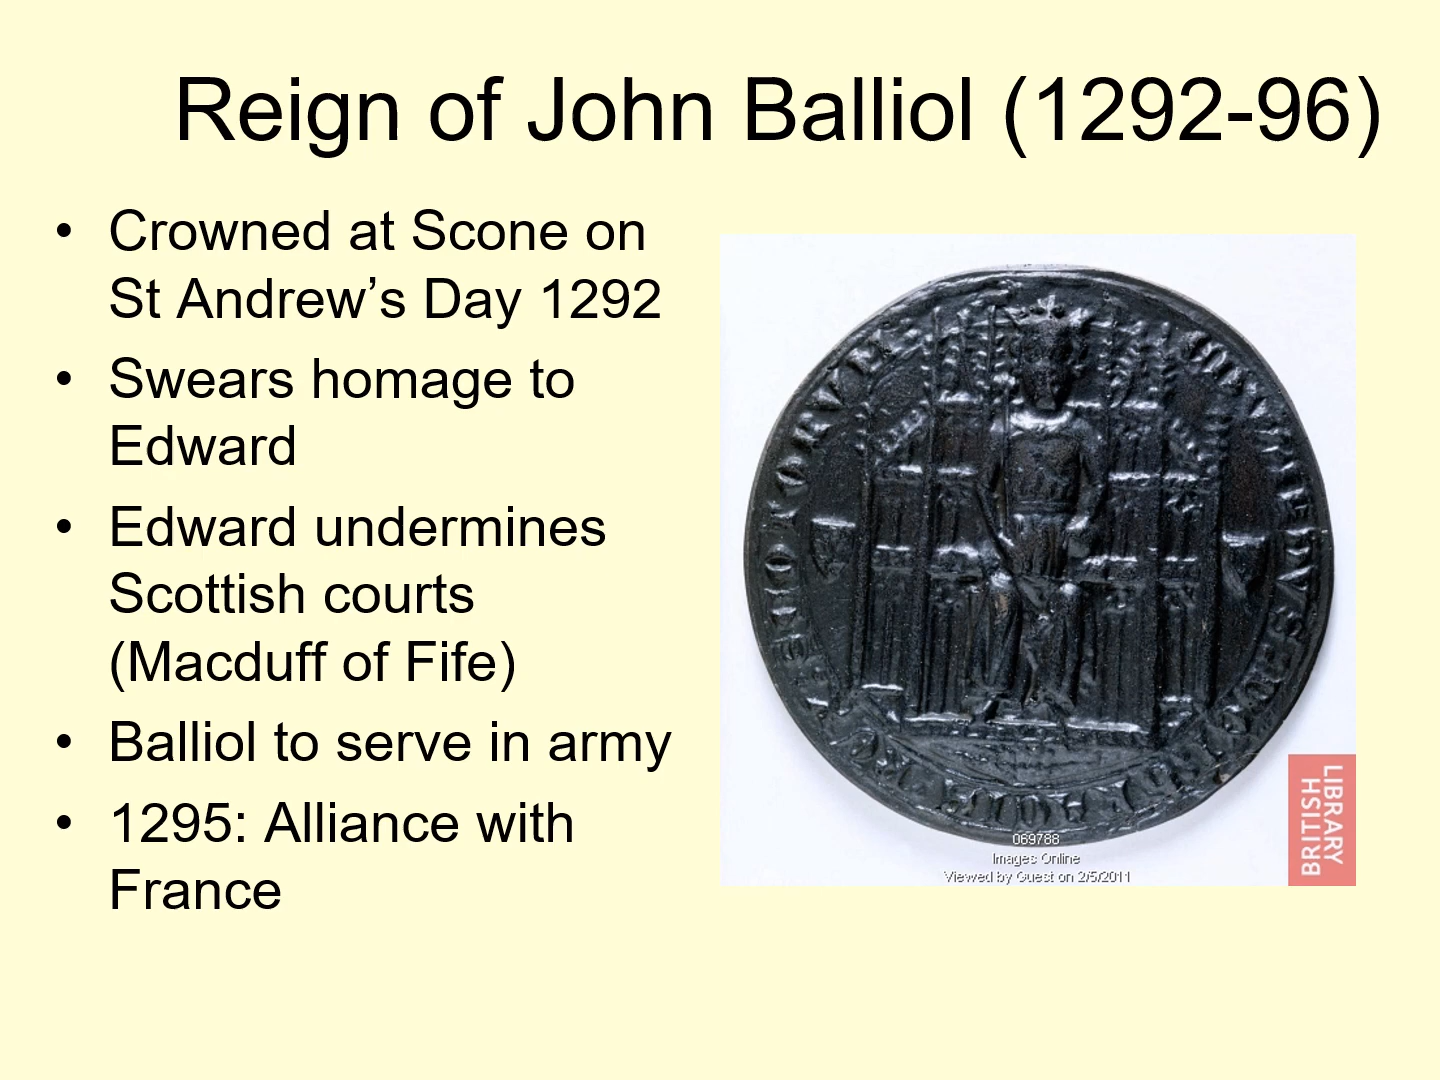 Reign of John Balliol (1292-96)
• Crowned at Scone on
St Andrew’s Day 1292
• Swears homage to
Edward
• Edward undermines
Scottish courts
(Macduff of Fife)
• Balliol to serve in army
• 1295: Alliance with
France
069788
Images Online
Viewed by Guest on 2/5/2011
LIBRARY
BRITISH